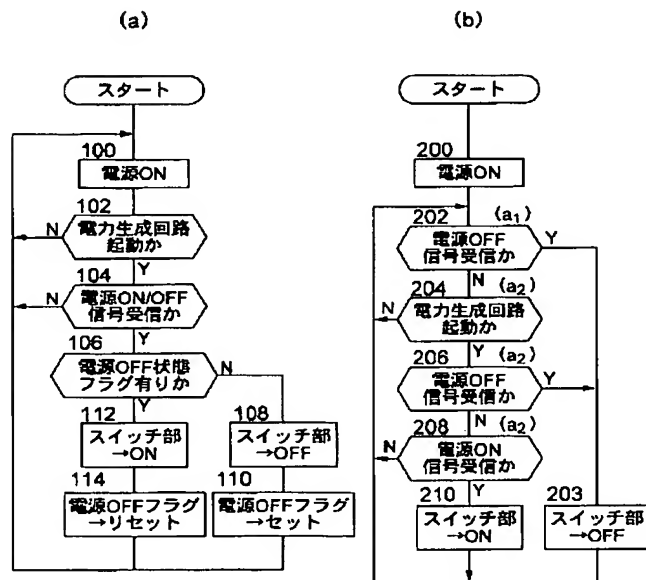 (a)
スタート
100
電源ON
102
電力生成回路
起動か
N
Y
104
電源ON/OFF
信号受信か
N
Y
106
電源OFF状態
フラグ有りか
N
Y
112
スイッチ部
→ON
108
スイッチ部
→OFF
114
電源OFFフラグ
→リセット
110
電源OFFフラグ
→セット
(b)
スタート
200
電源ON
202
(a1)
電源OFF
信号受信か
Y
N
204
(a2)
電力生成回路
起動か
N
Y
206
(a2)
電源OFF
信号受信か
Y
N
208
(a2)
電源ON
信号受信か
N
Y
210
スイッチ部
→ON
203
スイッチ部
→OFF